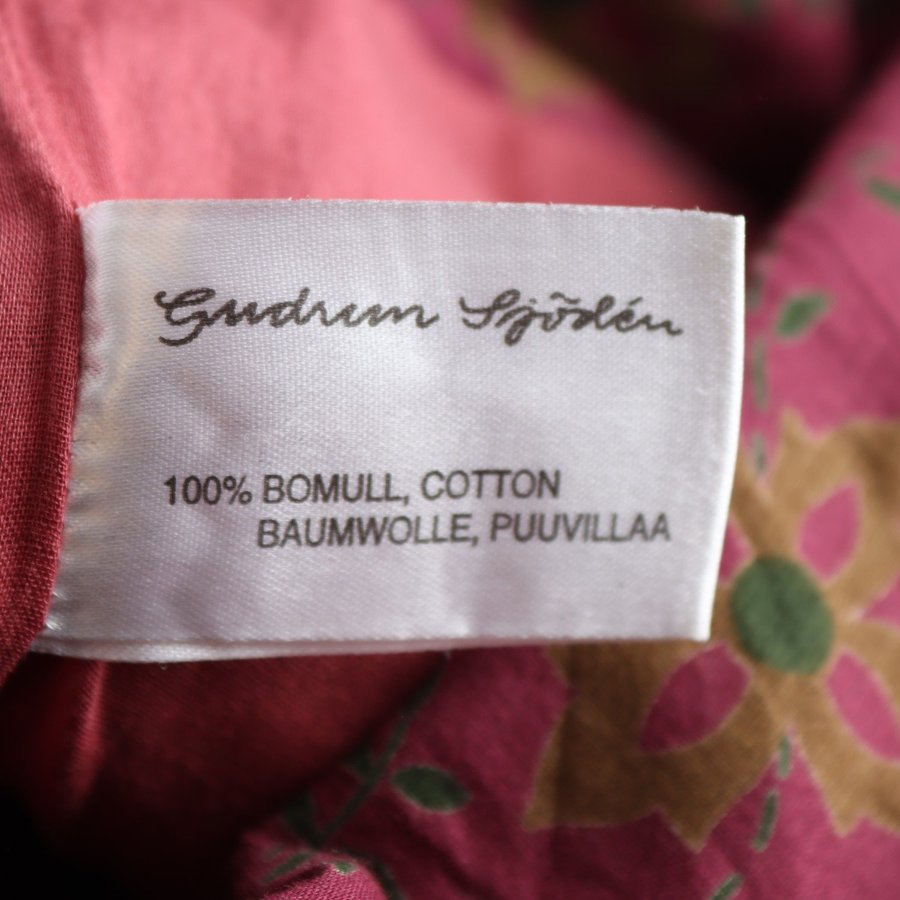 Gudrun Sjödén
100% BOMULL, COTTON
BAUMWOLLE, PUUVILLAA